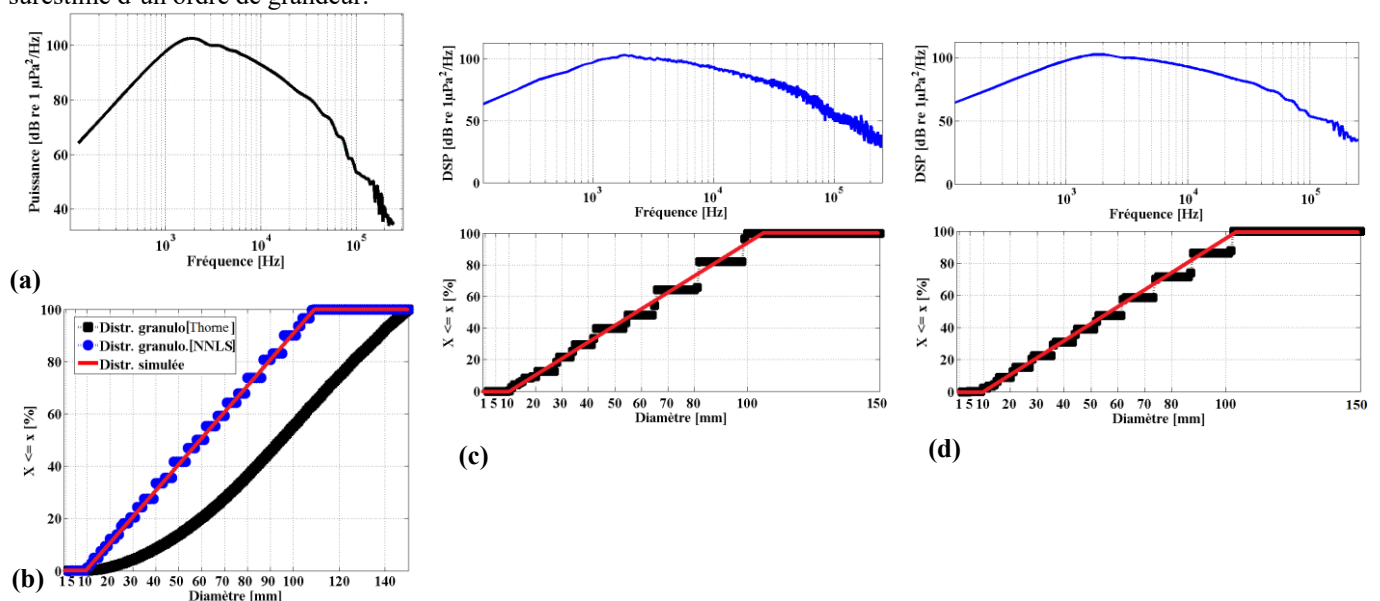 surestimé d'un ordre de grandeur.
Puissance [dB re 1 µPa²/Hz]
100
80
60
40
10³
10⁴
10⁵
Fréquence [Hz]
(a)
X <= x [%]
100
80
60
40
20
0
Distr. granulo[Thorne]
Distr. granulo.[NNLS]
Distr. simulée
1 5 10 20 30 40 50 60 70 80 90 100 120 140
Diamètre [mm]
(b)
DSP [dB re 1µPa²/Hz]
100
50
0
10³
10⁴
10⁵
Fréquence [Hz]
X <= x [%]
100
80
60
40
20
0
1 5 10 20 30 40 50 60 70 100 150
Diamètre [mm]
(c)
DSP [dB re 1µPa²/Hz]
100
50
0
10³
10⁴
10⁵
Fréquence [Hz]
X <= x [%]
100
80
60
40
20
0
1 5 10 20 30 40 50 60 70 100 150
Diamètre [mm]
(d)